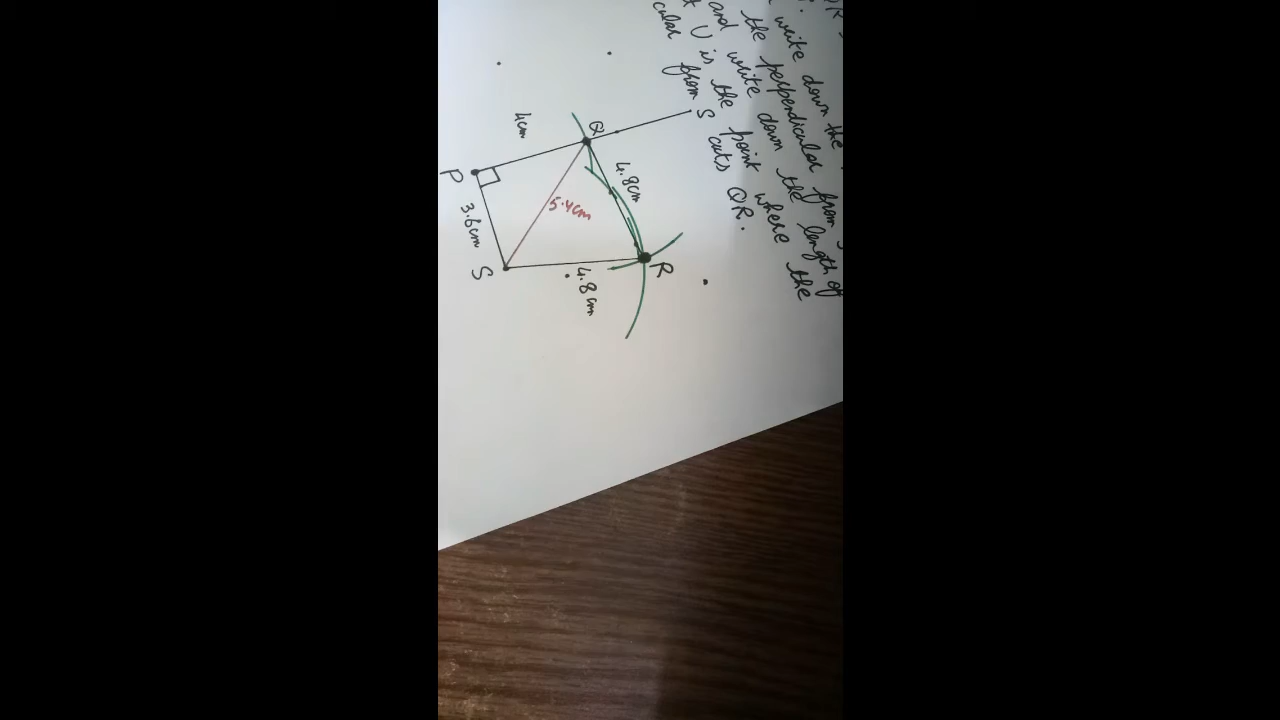 QR
write down the
the perpendicular from S
and write down the length of
U is the point where the
cular from S cuts QR.
Q
4.8cm
R
4cm
5.4cm
4.8cm
P
3.6cm
S